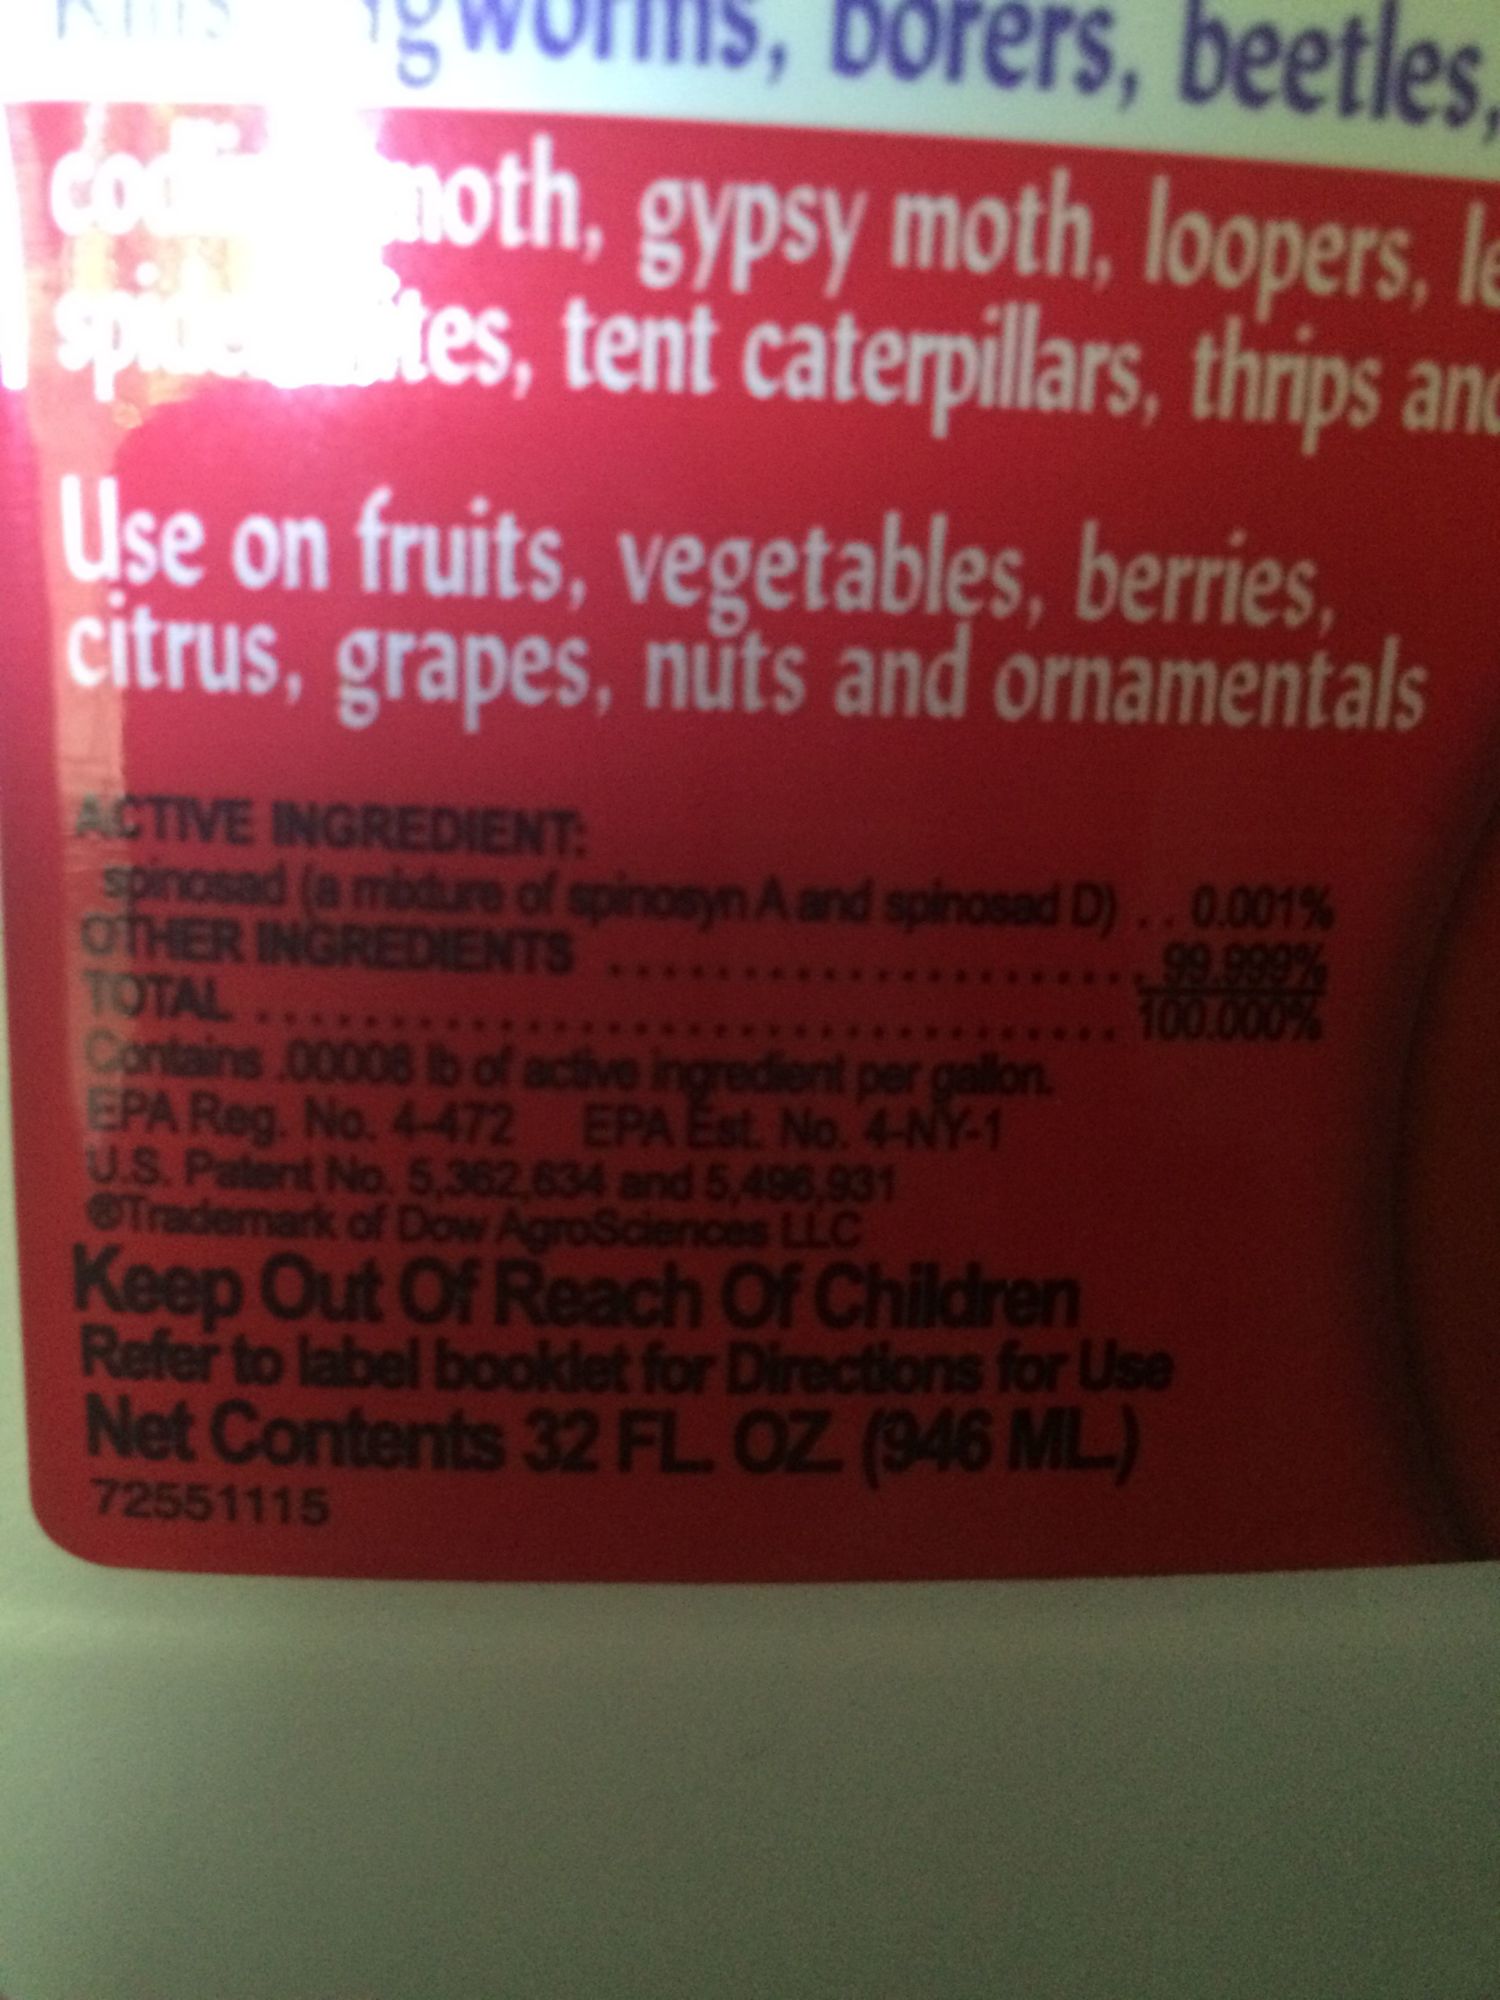 Kills gworms, borers, beetles,
moth, gypsy moth, loopers,
tent caterpillars, thrips and
Use on fruits, vegetables, berries,
citrus, grapes, nuts and ornamentals
ACTIVE INGREDIENT:
spinosad (a mixture of spinosyn A and spinosad D) . . 0.001%
OTHER INGREDIENTS ........................ 99.999%
TOTAL ................................ 100.000%
Contains .00008 lb of active ingredient per gallon.
EPA Reg. No. 4-472 EPA Est. No. 4-NY-1
U.S. Patent No. 5,362,634 and 5,496,931
®Trademark of Dow AgroSciences LLC
Keep Out Of Reach Of Children
Refer to label booklet for Directions for Use
Net Contents 32 FL. OZ. (946 ML.)
72551115